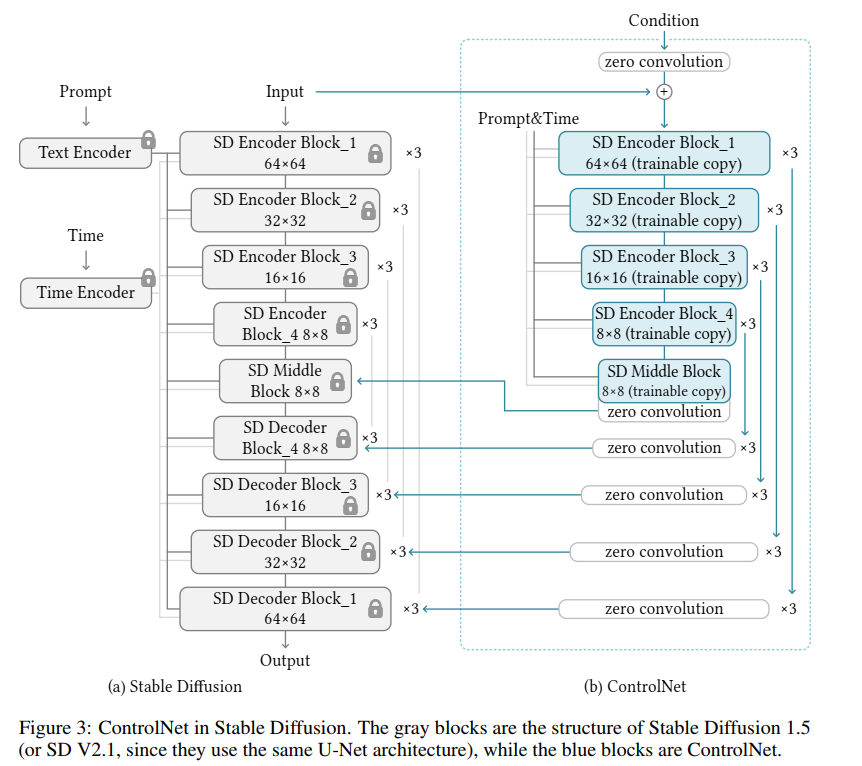 Condition
zero convolution
Prompt
Input
+
Prompt&Time
Text Encoder
SD Encoder Block_1
64×64
×3
SD Encoder Block_1
64×64 (trainable copy)
×3
SD Encoder Block_2
32×32
×3
SD Encoder Block_2
32×32 (trainable copy)
×3
Time
SD Encoder Block_3
16×16
×3
SD Encoder Block_3
16×16 (trainable copy)
×3
Time Encoder
SD Encoder
Block_4 8×8
×3
SD Encoder Block_4
8×8 (trainable copy)
×3
SD Middle
Block 8×8
SD Middle Block
8×8 (trainable copy)
zero convolution
SD Decoder
Block_4 8×8
×3
zero convolution
×3
SD Decoder Block_3
16×16
×3
zero convolution
×3
SD Decoder Block_2
32×32
×3
zero convolution
×3
SD Decoder Block_1
64×64
×3
zero convolution
×3
Output
(a) Stable Diffusion
(b) ControlNet
Figure 3: ControlNet in Stable Diffusion. The gray blocks are the structure of Stable Diffusion 1.5
(or SD V2.1, since they use the same U-Net architecture), while the blue blocks are ControlNet.